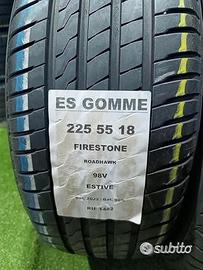 ES GOMME
225 55 18
FIRESTONE
ROADHAWK
98V
ESTIVE
subito